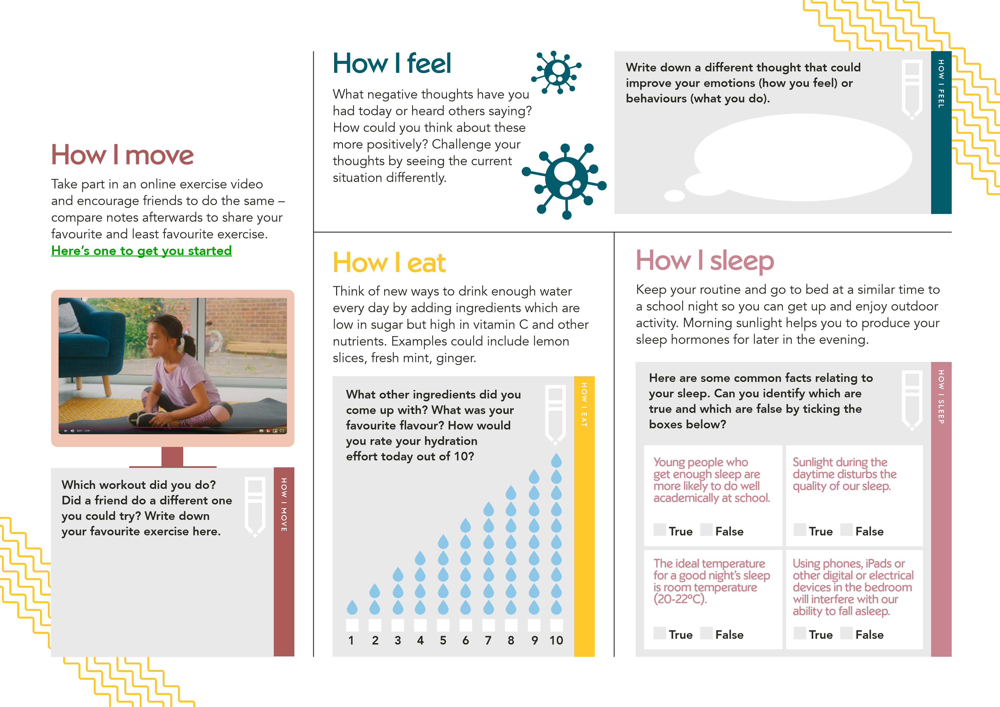 How I move
Take part in an online exercise video
and encourage friends to do the same –
compare notes afterwards to share your
favourite and least favourite exercise.
Here's one to get you started
Which workout did you do?
Did a friend do a different one
you could try? Write down
your favourite exercise here.
HOW I MOVE
How I feel
What negative thoughts have you
had today or heard others saying?
How could you think about these
more positively? Challenge your
thoughts by seeing the current
situation differently.
Write down a different thought that could
improve your emotions (how you feel) or
behaviours (what you do).
HOW I FEEL
How I eat
Think of new ways to drink enough water
every day by adding ingredients which are
low in sugar but high in vitamin C and other
nutrients. Examples could include lemon
slices, fresh mint, ginger.
What other ingredients did you
come up with? What was your
favourite flavour? How would
you rate your hydration
effort today out of 10?
1 2 3 4 5 6 7 8 9 10
HOW I EAT
How I sleep
Keep your routine and go to bed at a similar time to
a school night so you can get up and enjoy outdoor
activity. Morning sunlight helps you to produce your
sleep hormones for later in the evening.
Here are some common facts relating to
your sleep. Can you identify which are
true and which are false by ticking the
boxes below?
Young people who
get enough sleep are
more likely to do well
academically at school.
True False
Sunlight during the
daytime disturbs the
quality of our sleep.
True False
The ideal temperature
for a good night's sleep
is room temperature
(20-22ºC).
True False
Using phones, iPads or
other digital or electrical
devices in the bedroom
will interfere with our
ability to fall asleep.
True False
HOW I SLEEP